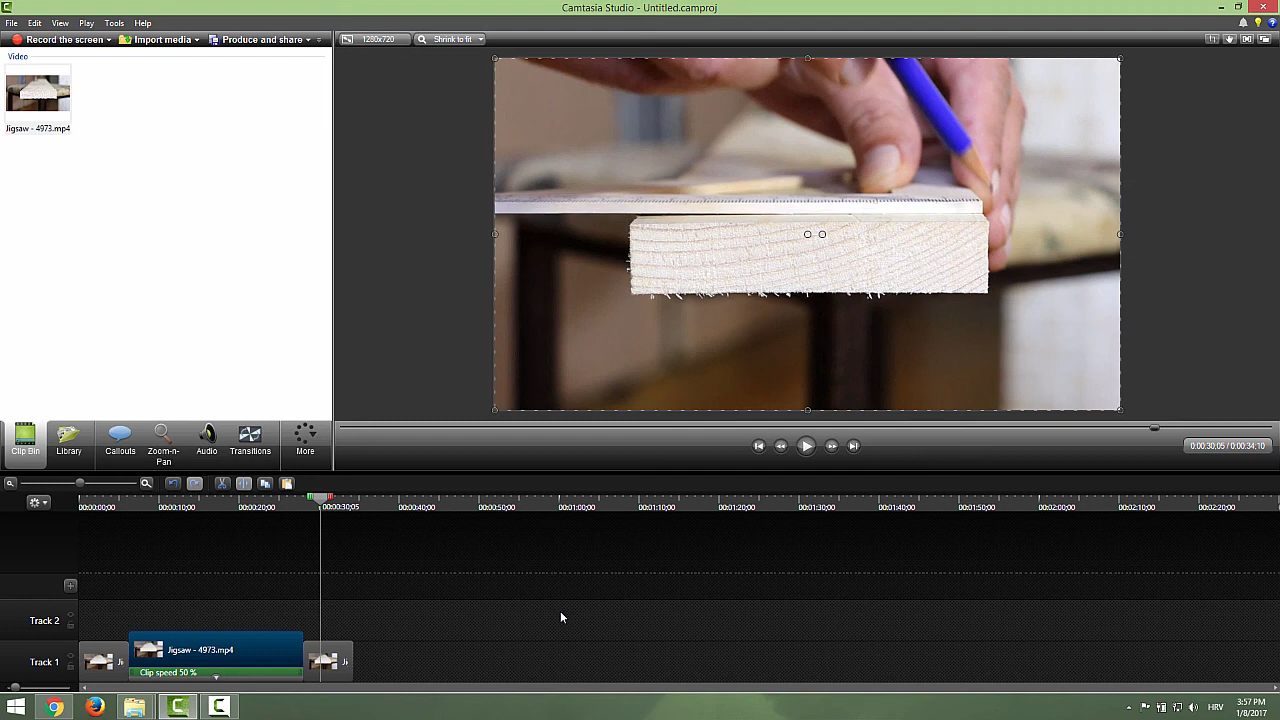 Camtasia Studio - Untitled.camproj
File Edit View Play Tools Help
Record the screen Import media Produce and share
1280x720 Shrink to fit
Video
Jigsaw - 4973.mp4
Clip Bin Library Callouts Zoom-n-Pan Audio Transitions More
0:00:30;05 / 0:00:34;10
00:00:00;00 00:00:10;00 00:00:20;00 00:00:30;05 00:00:40;00 00:00:50;00 00:01:00;00 00:01:10;00 00:01:20;00 00:01:30;00 00:01:40;00 00:01:50;00 00:02:00;00 00:02:10;00 00:02:20;00
Track 2
Track 1 Ji Jigsaw - 4973.mp4 Ji
Clip speed 50 %
HRV
3:57 PM
1/8/2017